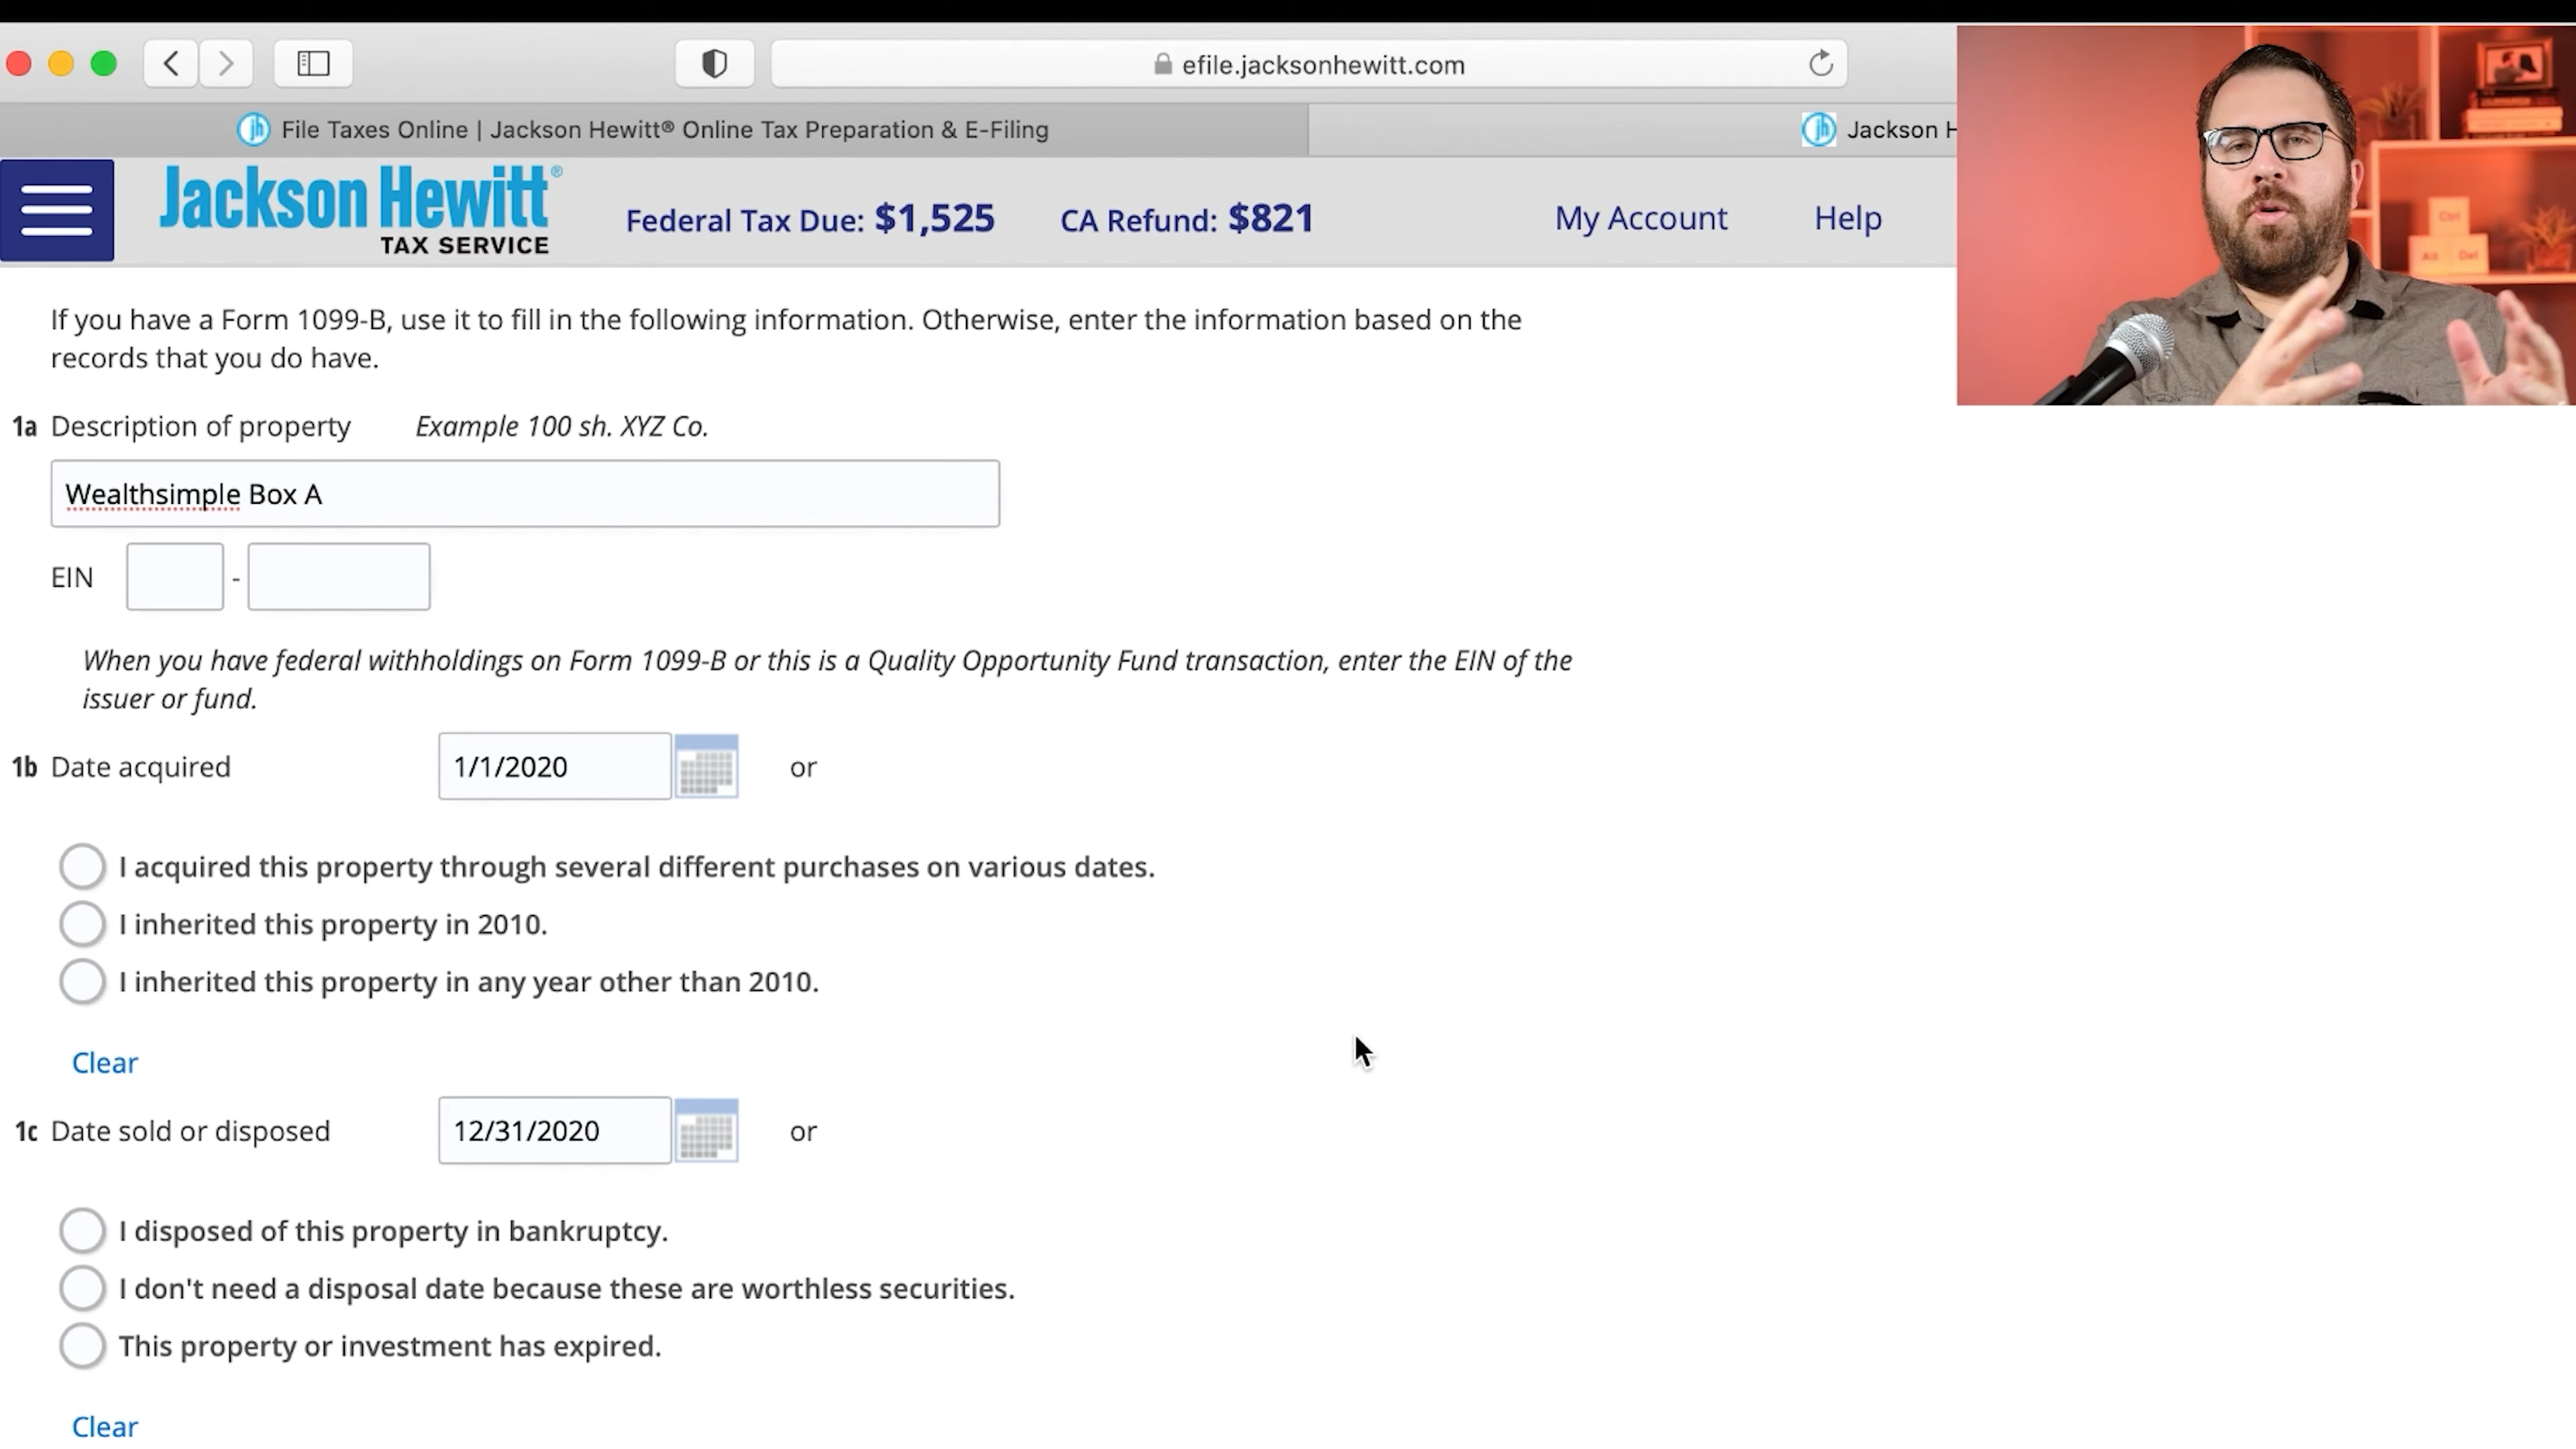 efile.jacksonhewitt.com
File Taxes Online | Jackson Hewitt® Online Tax Preparation & E-Filing
jh Jackson H
Jackson Hewitt®
TAX SERVICE
Federal Tax Due: $1,525 CA Refund: $821 My Account Help
Ctrl
Alt Del
If you have a Form 1099-B, use it to fill in the following information. Otherwise, enter the information based on the
records that you do have.
1a Description of property Example 100 sh. XYZ Co.
Wealthsimple Box A
EIN -
When you have federal withholdings on Form 1099-B or this is a Quality Opportunity Fund transaction, enter the EIN of the
issuer or fund.
1b Date acquired 1/1/2020 or
I acquired this property through several different purchases on various dates.
I inherited this property in 2010.
I inherited this property in any year other than 2010.
Clear
1c Date sold or disposed 12/31/2020 or
I disposed of this property in bankruptcy.
I don't need a disposal date because these are worthless securities.
This property or investment has expired.
Clear